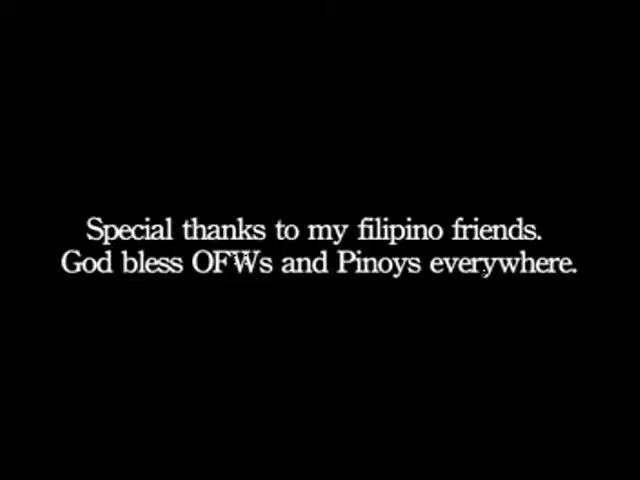 Special thanks to my filipino friends.
God bless OFWs and Pinoys everywhere.